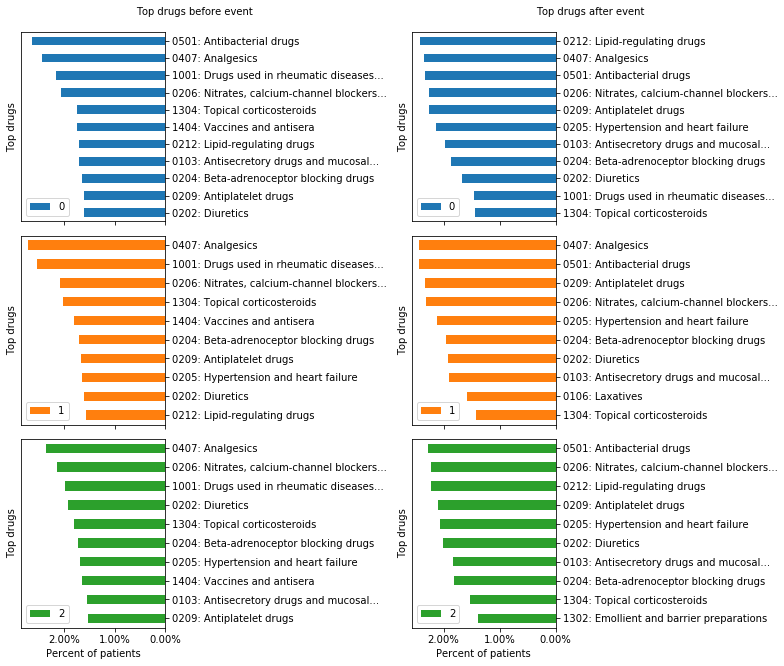 Top drugs before event
0501: Antibacterial drugs
0407: Analgesics
1001: Drugs used in rheumatic diseases...
0206: Nitrates, calcium-channel blockers...
1304: Topical corticosteroids
1404: Vaccines and antisera
0212: Lipid-regulating drugs
0103: Antisecretory drugs and mucosal...
0204: Beta-adrenoceptor blocking drugs
0209: Antiplatelet drugs
0202: Diuretics
Top drugs
0
0407: Analgesics
1001: Drugs used in rheumatic diseases...
0206: Nitrates, calcium-channel blockers...
1304: Topical corticosteroids
1404: Vaccines and antisera
0204: Beta-adrenoceptor blocking drugs
0209: Antiplatelet drugs
0205: Hypertension and heart failure
0202: Diuretics
0212: Lipid-regulating drugs
Top drugs
1
0407: Analgesics
0206: Nitrates, calcium-channel blockers...
1001: Drugs used in rheumatic diseases...
0202: Diuretics
1304: Topical corticosteroids
0204: Beta-adrenoceptor blocking drugs
0205: Hypertension and heart failure
1404: Vaccines and antisera
0103: Antisecretory drugs and mucosal...
0209: Antiplatelet drugs
Top drugs
2
2.00% 1.00% 0.00%
Percent of patients
Top drugs after event
0212: Lipid-regulating drugs
0407: Analgesics
0501: Antibacterial drugs
0206: Nitrates, calcium-channel blockers...
0209: Antiplatelet drugs
0205: Hypertension and heart failure
0103: Antisecretory drugs and mucosal...
0204: Beta-adrenoceptor blocking drugs
0202: Diuretics
1001: Drugs used in rheumatic diseases...
1304: Topical corticosteroids
Top drugs
0
0407: Analgesics
0501: Antibacterial drugs
0209: Antiplatelet drugs
0206: Nitrates, calcium-channel blockers...
0205: Hypertension and heart failure
0204: Beta-adrenoceptor blocking drugs
0202: Diuretics
0103: Antisecretory drugs and mucosal...
0106: Laxatives
1304: Topical corticosteroids
Top drugs
1
0501: Antibacterial drugs
0206: Nitrates, calcium-channel blockers...
0212: Lipid-regulating drugs
0209: Antiplatelet drugs
0205: Hypertension and heart failure
0202: Diuretics
0103: Antisecretory drugs and mucosal...
0204: Beta-adrenoceptor blocking drugs
1304: Topical corticosteroids
1302: Emollient and barrier preparations
Top drugs
2
2.00% 1.00% 0.00%
Percent of patients